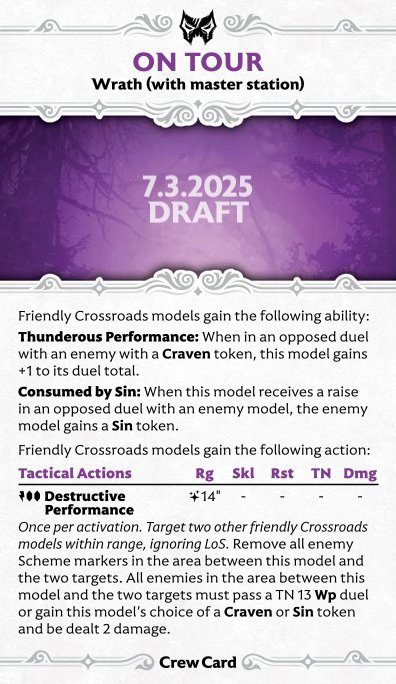 ON TOUR
Wrath (with master station)
7.3.2025
DRAFT
Friendly Crossroads models gain the following ability:
Thunderous Performance: When in an opposed duel
with an enemy with a Craven token, this model gains
+1 to its duel total.
Consumed by Sin: When this model receives a raise
in an opposed duel with an enemy model, the enemy
model gains a Sin token.
Friendly Crossroads models gain the following action:
Tactical Actions Rg Skl Rst TN Dmg
Destructive 14" - - - -
Performance
Once per activation. Target two other friendly Crossroads
models within range, ignoring LoS. Remove all enemy
Scheme markers in the area between this model and
the two targets. All enemies in the area between this
model and the two targets must pass a TN 13 Wp duel
or gain this model's choice of a Craven or Sin token
and be dealt 2 damage.
Crew Card